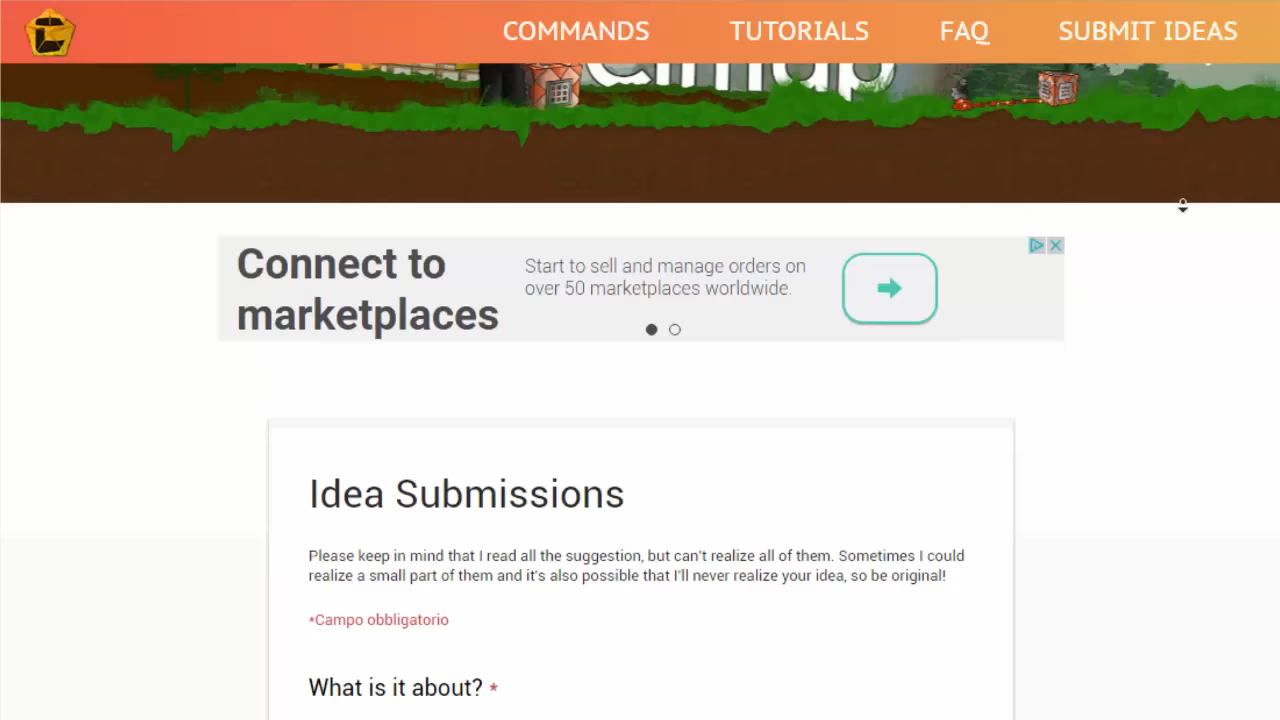 COMMANDS TUTORIALS FAQ SUBMIT IDEAS
Connect to
marketplaces
Start to sell and manage orders on
over 50 marketplaces worldwide.
Idea Submissions
Please keep in mind that I read all the suggestion, but can't realize all of them. Sometimes I could
realize a small part of them and it's also possible that I'll never realize your idea, so be original!
*Campo obbligatorio
What is it about? *